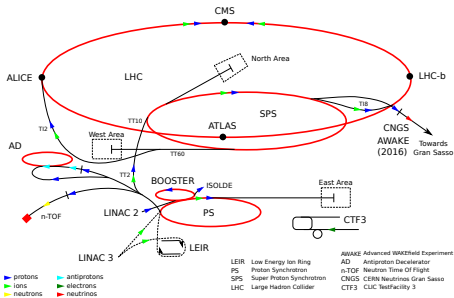 CMS
North Area
ALICE
LHC
LHC-b
SPS
TT10
TI8
TI2
ATLAS
CNGS
AWAKE
(2016)
Towards
Gran Sasso
West Area
AD
TT60
TT2
BOOSTER
ISOLDE
East Area
LINAC 2
PS
n-TOF
CTF3
LINAC 3
LEIR
protons
ions
neutrons
antiprotons
electrons
neutrinos
LEIR Low Energy Ion Ring
PS Proton Synchrotron
SPS Super Proton Synchrotron
LHC Large Hadron Collider
AWAKE Advanced WAKefield Experiment
AD Antiproton Decelerator
n-TOF Neutron Time Of Flight
CNGS CERN Neutrinos Gran Sasso
CTF3 CLIC TestFacility 3